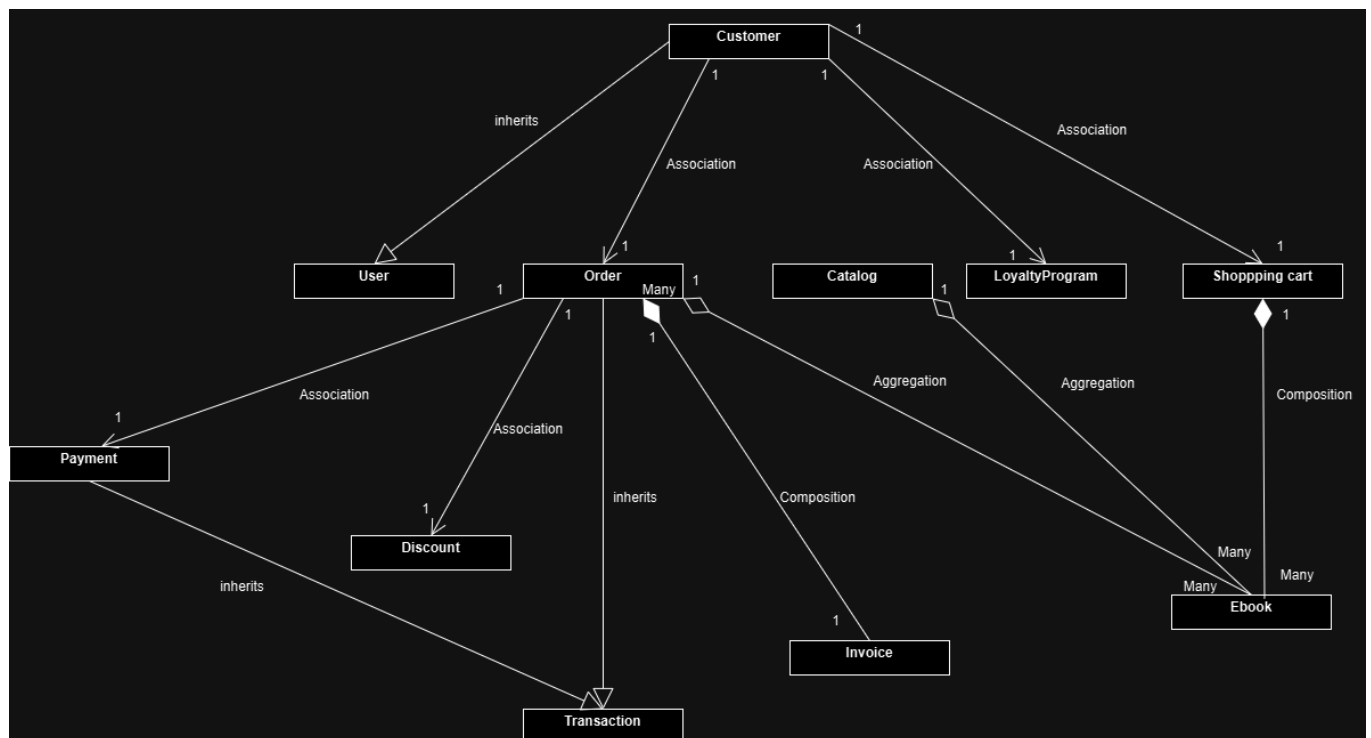 Customer
1
1
1
inherits
Association
Association
Association
1
1
1
User
Order
Catalog
LoyaltyProgram
Shoppping cart
1
1
Many
1
1
1
1
Association
Association
Aggregation
Aggregation
Composition
1
Payment
inherits
1
Discount
inherits
Composition
Many
Many
Many
Ebook
1
Invoice
Transaction